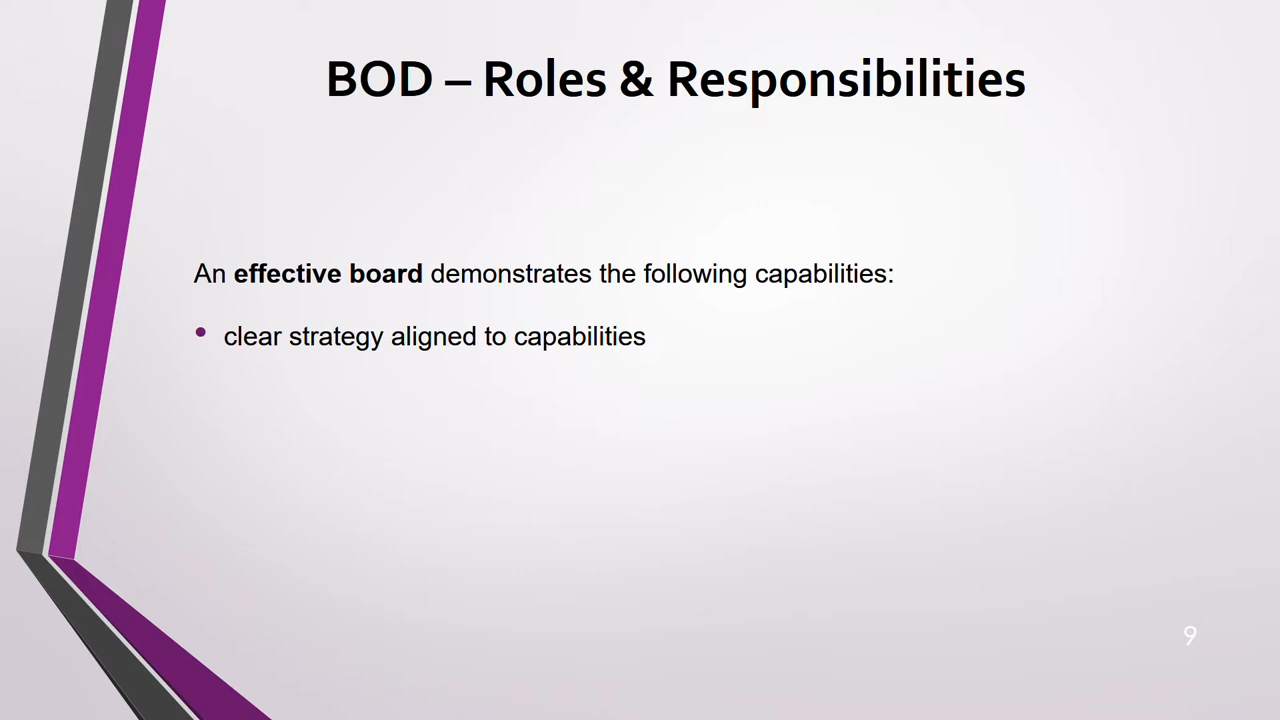 BOD – Roles & Responsibilities
An effective board demonstrates the following capabilities:
• clear strategy aligned to capabilities
9